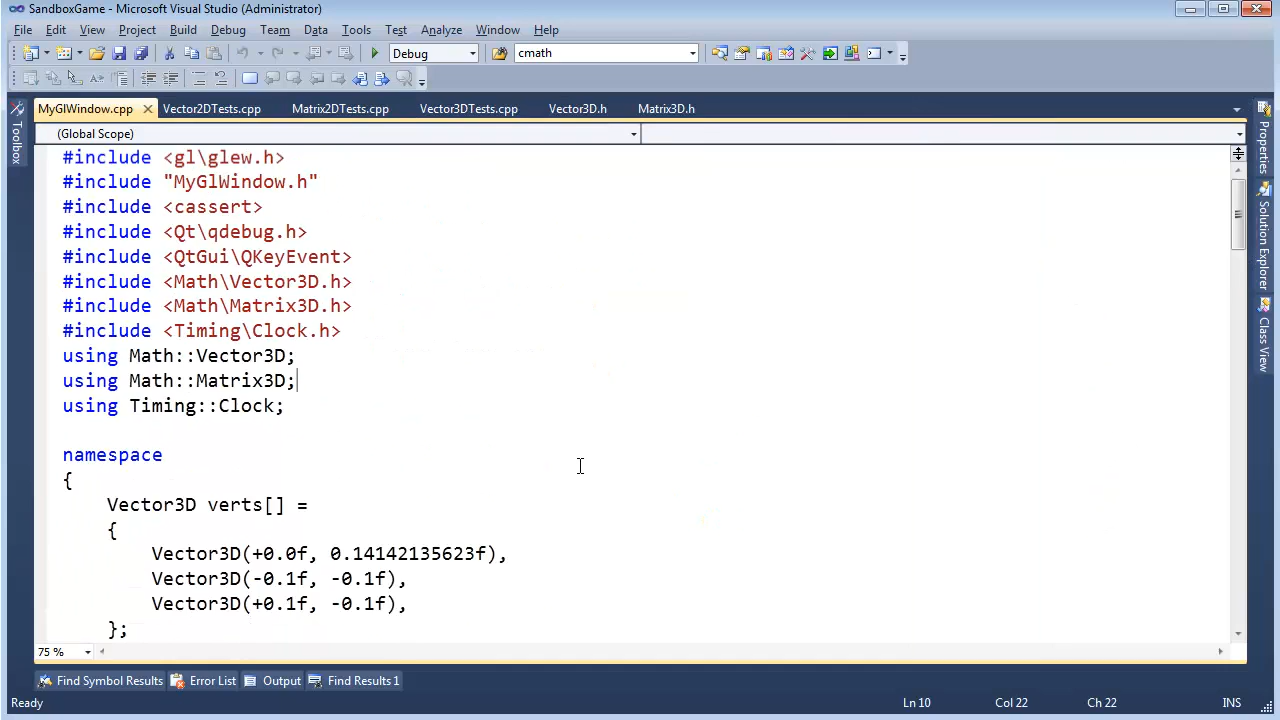 SandboxGame - Microsoft Visual Studio (Administrator)
File Edit View Project Build Debug Team Data Tools Test Analyze Window Help
Debug cmath
MyGlWindow.cpp Vector2DTests.cpp Matrix2DTests.cpp Vector3DTests.cpp Vector3D.h Matrix3D.h
(Global Scope)
Toolbox
#include <gl\glew.h>
#include "MyGlWindow.h"
#include <cassert>
#include <Qt\qdebug.h>
#include <QtGui\QKeyEvent>
#include <Math\Vector3D.h>
#include <Math\Matrix3D.h>
#include <Timing\Clock.h>
using Math::Vector3D;
using Math::Matrix3D;
using Timing::Clock;
namespace
{
Vector3D verts[] =
{
Vector3D(+0.0f, 0.14142135623f),
Vector3D(-0.1f, -0.1f),
Vector3D(+0.1f, -0.1f),
};
Properties
Solution Explorer
Class View
75 %
Find Symbol Results Error List Output Find Results 1
Ready Ln 10 Col 22 Ch 22 INS